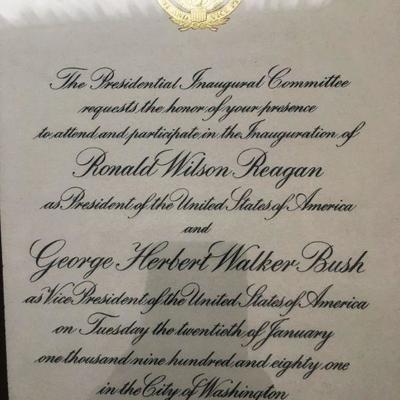 The Presidential Inaugural Committee
requests the honor of your presence
to attend and participate in the Inauguration of
Ronald Wilson Reagan
as President of the United States of America
and
George Herbert Walker Bush
as Vice President of the United States of America
on Tuesday the twentieth of January
one thousand nine hundred and eighty one
in the City of Washington